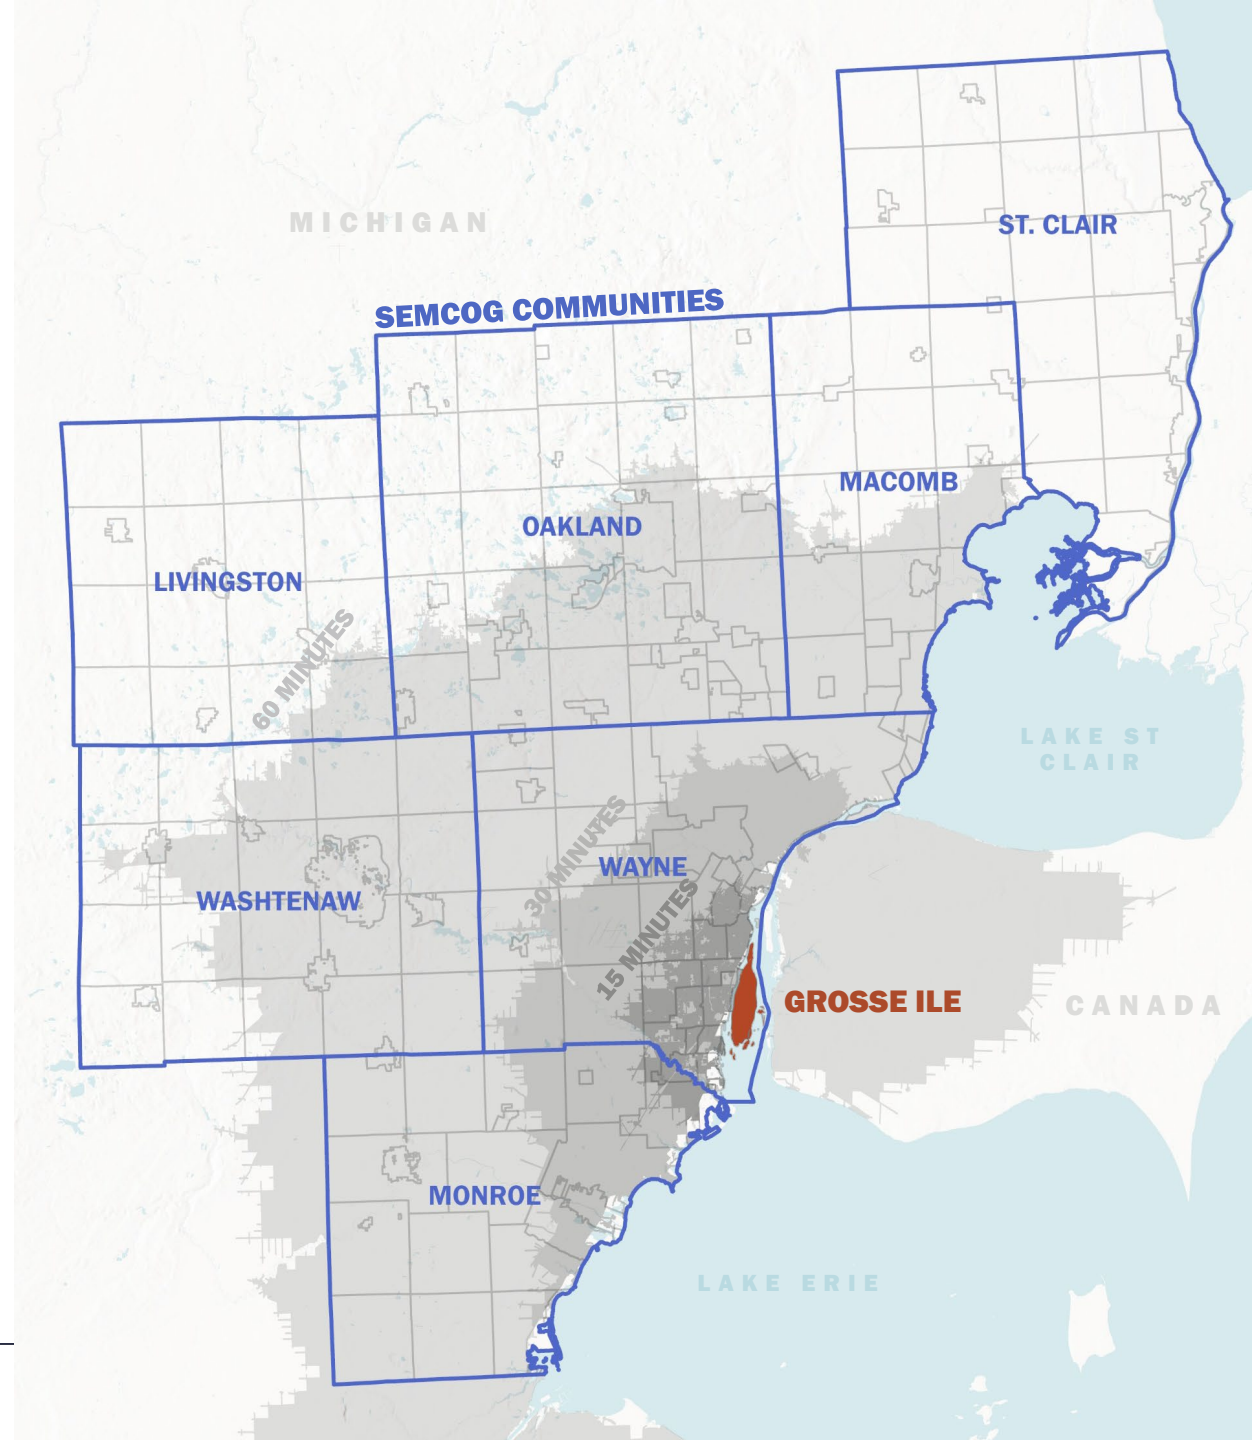 MICHIGAN
ST. CLAIR
SEMCOG COMMUNITIES
MACOMB
OAKLAND
LIVINGSTON
60 MINUTES
LAKE ST
CLAIR
30 MINUTES
WAYNE
WASHTENAW
15 MINUTES
GROSSE ILE
CANADA
MONROE
LAKE ERIE